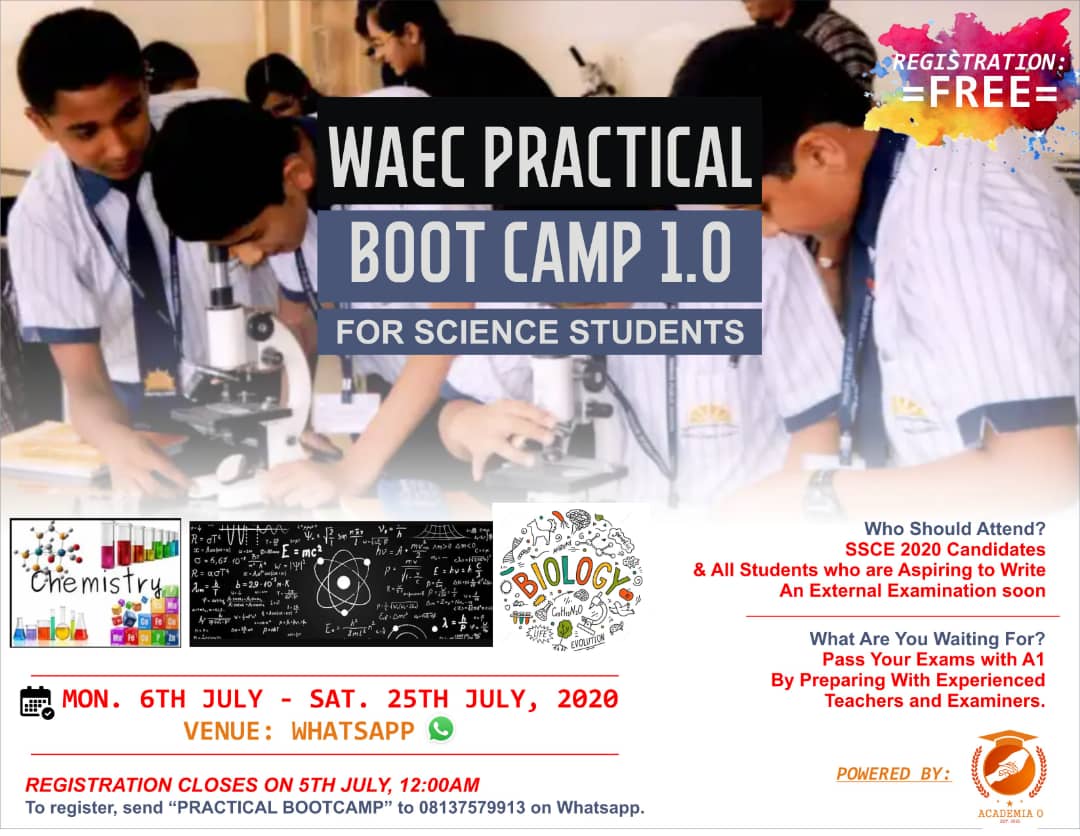 REGISTRATION:
=FREE=
WAEC PRACTICAL
BOOT CAMP 1.0
FOR SCIENCE STUDENTS
Chemistry
E = mc²
BIOLOGY
LIFE
EVOLUTION
Who Should Attend?
SSCE 2020 Candidates
& All Students who are Aspiring to Write
An External Examination soon
What Are You Waiting For?
Pass Your Exams with A1
By Preparing With Experienced
Teachers and Examiners.
MON. 6TH JULY - SAT. 25TH JULY, 2020
VENUE: WHATSAPP
REGISTRATION CLOSES ON 5TH JULY, 12:00AM
To register, send “PRACTICAL BOOTCAMP” to 08137579913 on Whatsapp.
POWERED BY:
ACADEMIA O